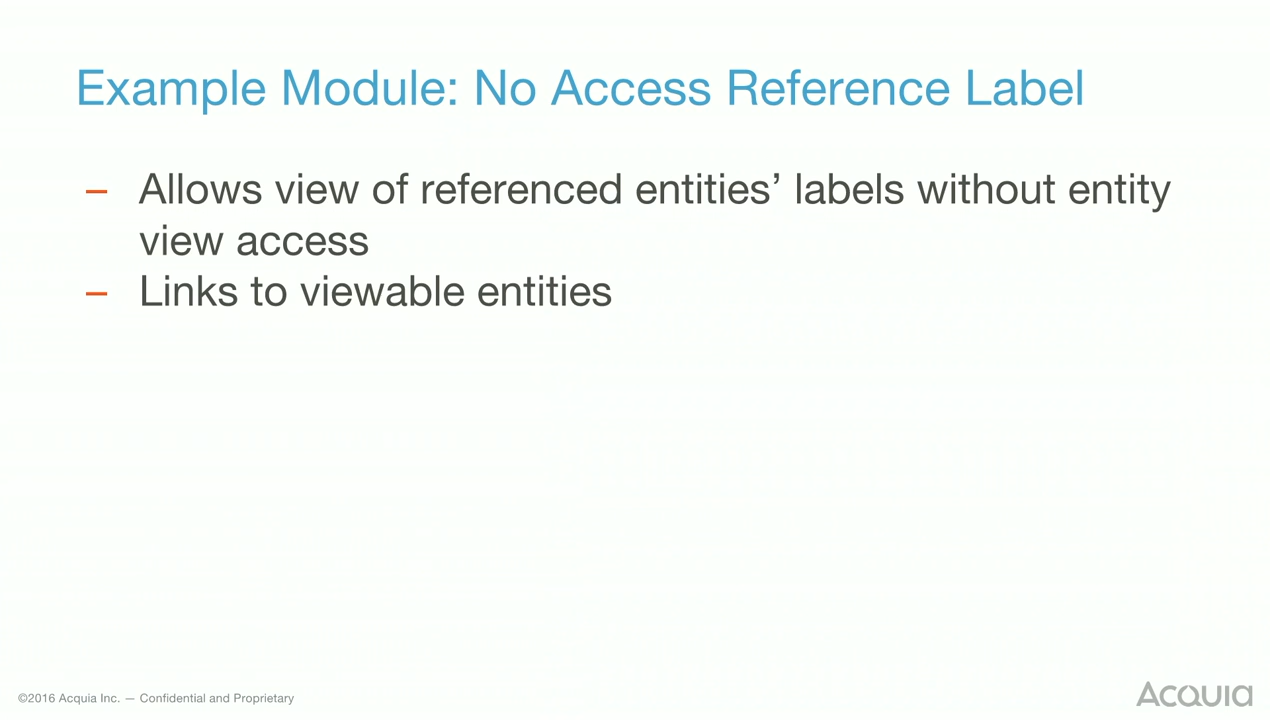 Example Module: No Access Reference Label
– Allows view of referenced entities’ labels without entity
view access
– Links to viewable entities
©2016 Acquia Inc. — Confidential and Proprietary
Acquia